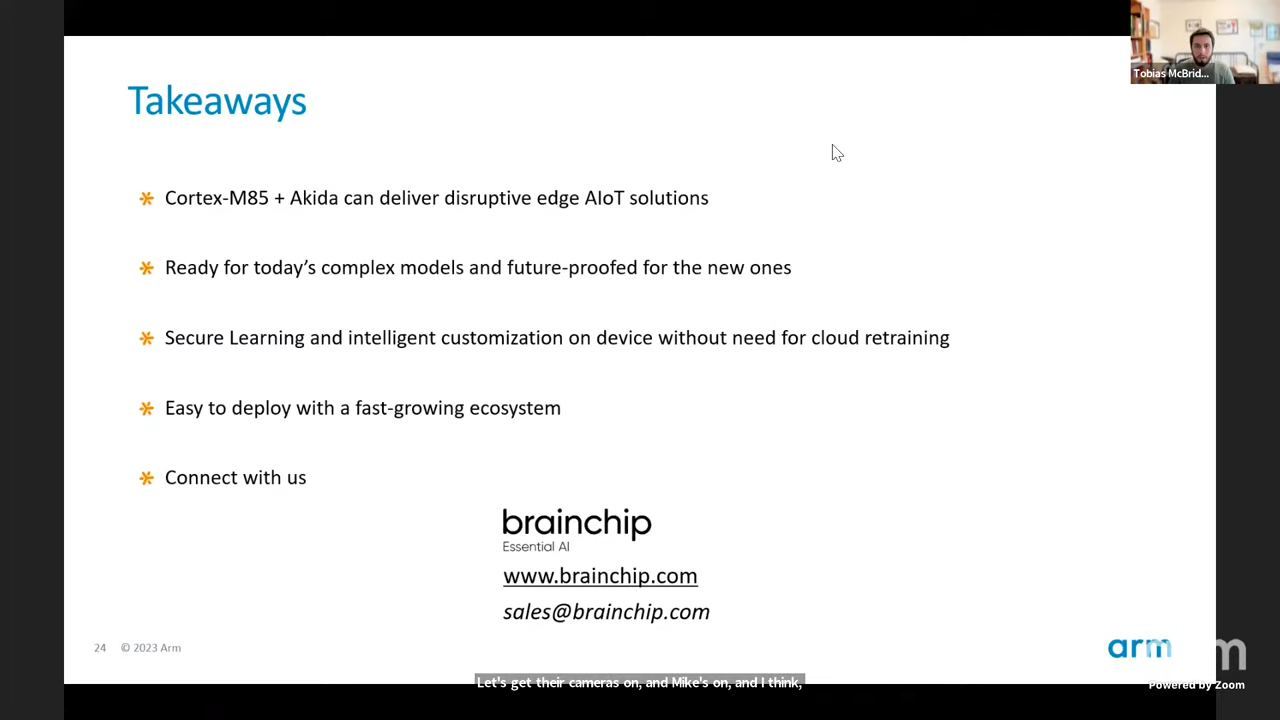 Tobias McBrid...
Takeaways
Cortex-M85 + Akida can deliver disruptive edge AIoT solutions
Ready for today’s complex models and future-proofed for the new ones
Secure Learning and intelligent customization on device without need for cloud retraining
Easy to deploy with a fast-growing ecosystem
Connect with us
brainchip
Essential AI
www.brainchip.com
sales@brainchip.com
24 © 2023 Arm
arm
m
Let's get their cameras on, and Mike's on, and I think,
Powered by Zoom